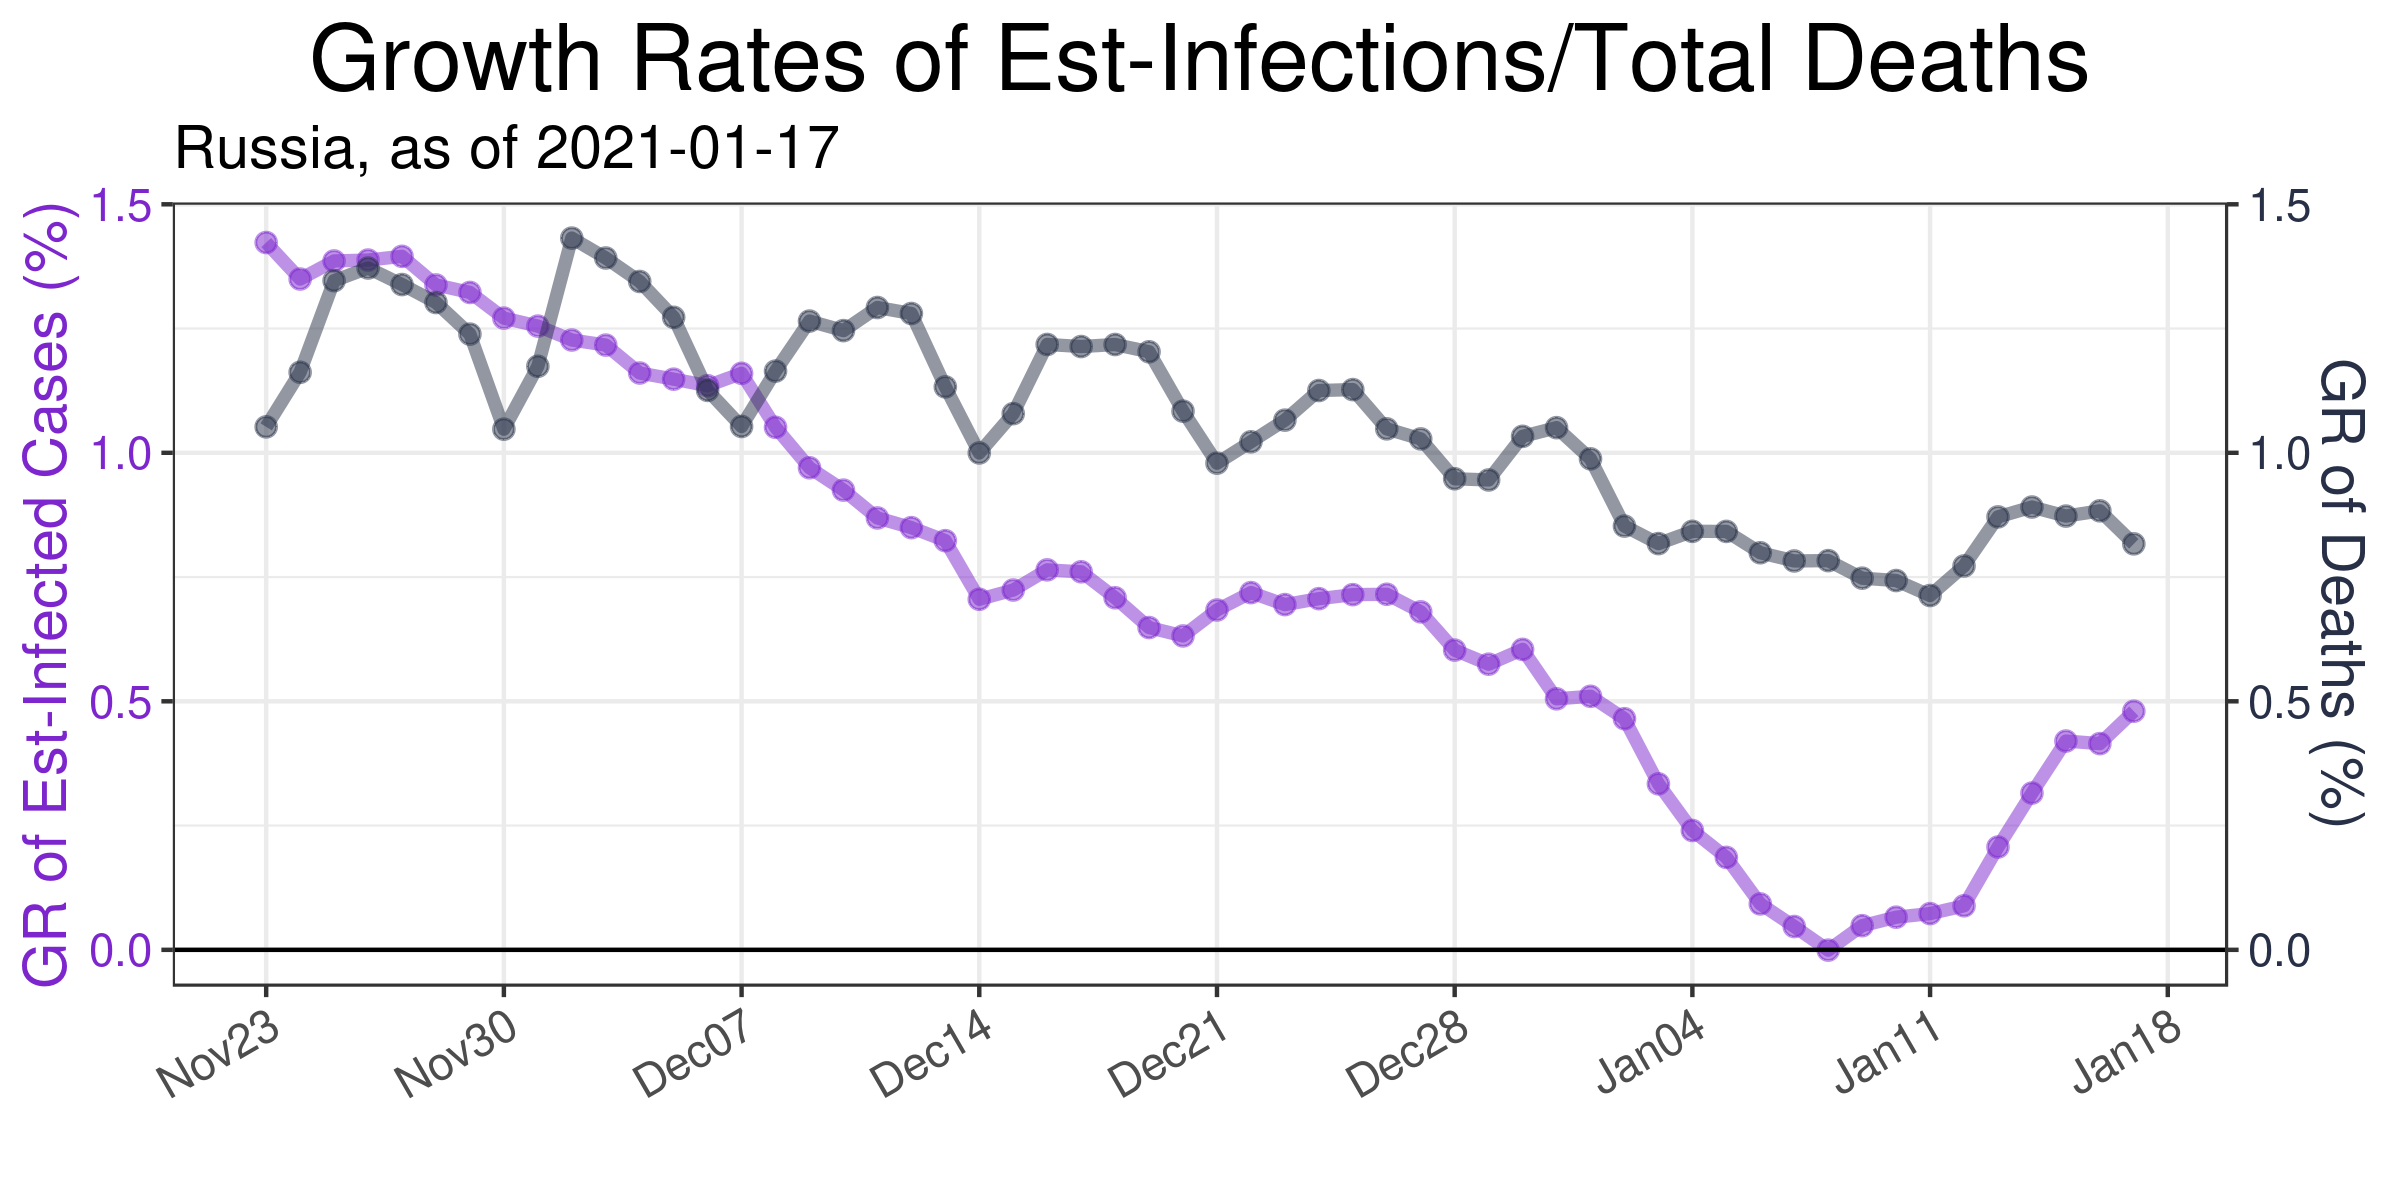 Growth Rates of Est-Infections/Total Deaths
Russia, as of 2021-01-17
GR of Est-Infected Cases (%)
1.5
1.0
0.5
0.0
1.5
1.0
0.5
0.0
GR of Deaths (%)
Nov23
Nov30
Dec07
Dec14
Dec21
Dec28
Jan04
Jan11
Jan18